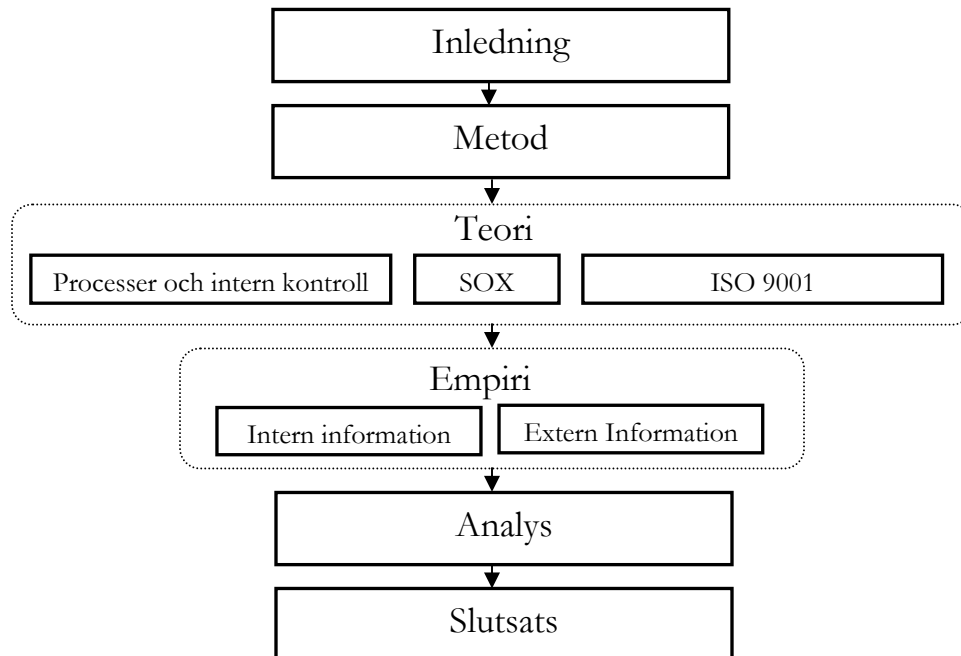 Inledning
Metod
Teori
Processer och intern kontroll
SOX
ISO 9001
Empiri
Intern information
Extern Information
Analys
Slutsats